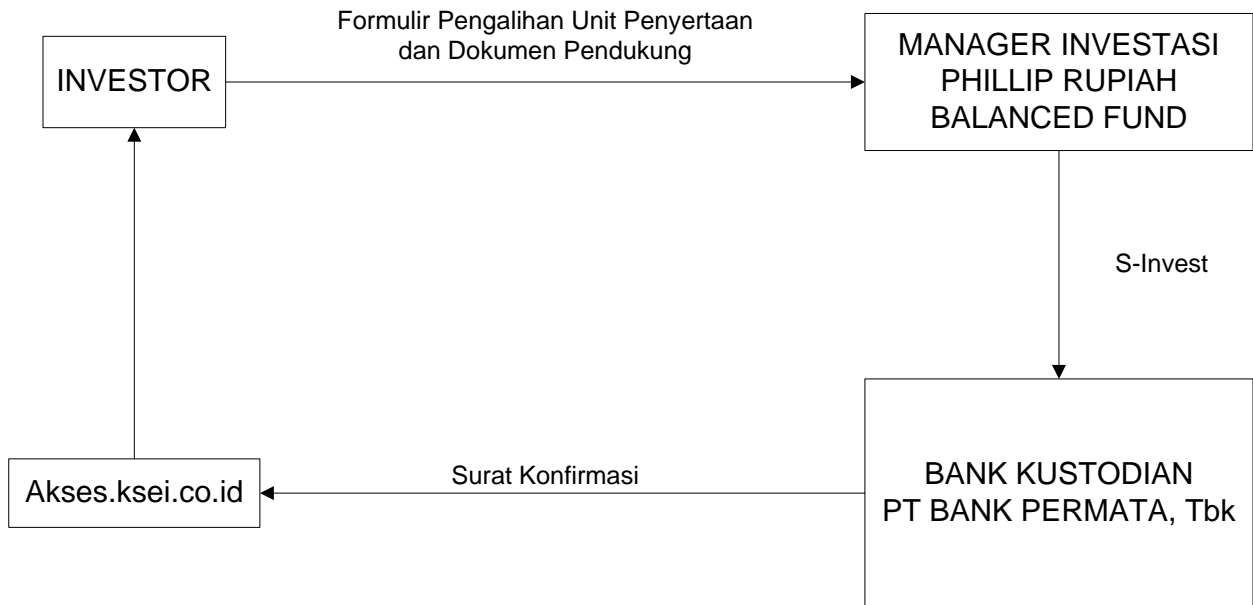 Formulir Pengalihan Unit Penyertaan
dan Dokumen Pendukung
INVESTOR
MANAGER INVESTASI
PHILLIP RUPIAH
BALANCED FUND
S-Invest
Akses.ksei.co.id
Surat Konfirmasi
BANK KUSTODIAN
PT BANK PERMATA, Tbk